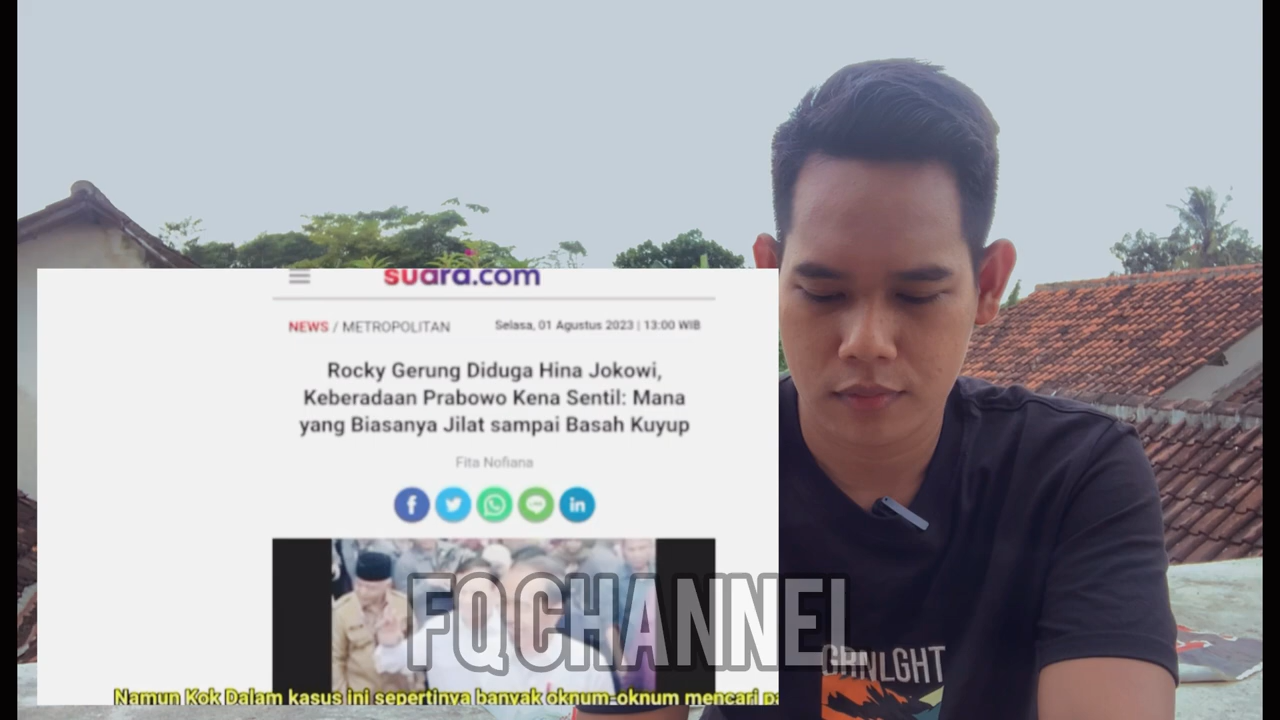 suara.com
NEWS / METROPOLITAN
Selasa, 01 Agustus 2023 | 13:00 WIB
Rocky Gerung Diduga Hina Jokowi,
Keberadaan Prabowo Kena Sentil: Mana
yang Biasanya Jilat sampai Basah Kuyup
Fita Nofiana
f
in
FQCHANNEL
GRNLGHT
Namun Kok Dalam kasus ini sepertinya banyak oknum-oknum mencari